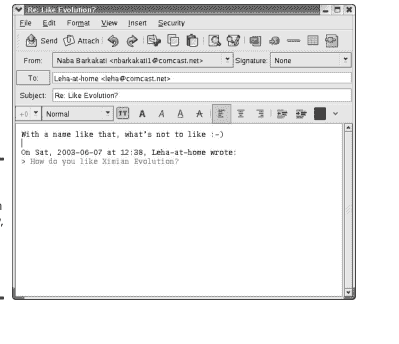 Re: Like Evolution?
File Edit Format View Insert Security
Send Attach
From: Naba Barkakati <nbarkakati1@comcast.net> Signature: None
To: Leha-at-home <leha@comcast.net>
Subject: Re: Like Evolution?
+0 Normal TT A A A A
With a name like that, what's not to like :-)
On Sat, 2003-06-07 at 12:38, Leha-at-home wrote:
> How do you like Ximian Evolution?